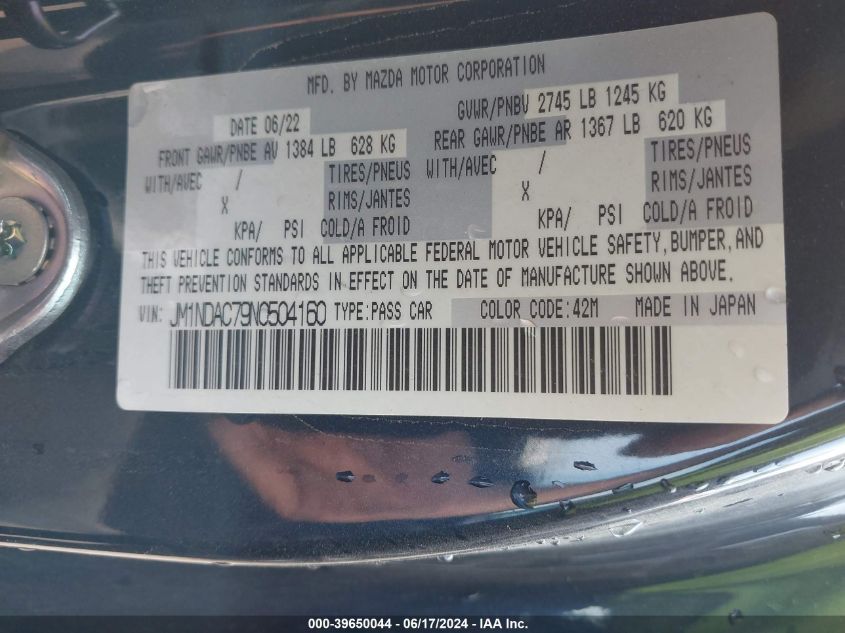 MFD. BY MAZDA MOTOR CORPORATION
DATE 06/22 GVWR/PNBV 2745 LB 1245 KG
FRONT GAWR/PNBE AV 1384 LB 628 KG REAR GAWR/PNBE AR 1367 LB 620 KG
WITH/AVEC / TIRES/PNEUS WITH/AVEC / TIRES/PNEUS
X RIMS/JANTES X RIMS/JANTES
KPA/ PSI COLD/A FROID KPA/ PSI COLD/A FROID
THIS VEHICLE CONFORMS TO ALL APPLICABLE FEDERAL MOTOR VEHICLE SAFETY, BUMPER, AND
THEFT PREVENTION STANDARDS IN EFFECT ON THE DATE OF MANUFACTURE SHOWN ABOVE.
VIN: JM1NDAC79N0504160 TYPE:PASS CAR COLOR CODE:42M MADE IN JAPAN
000-39650044 - 06/17/2024 - IAA Inc.